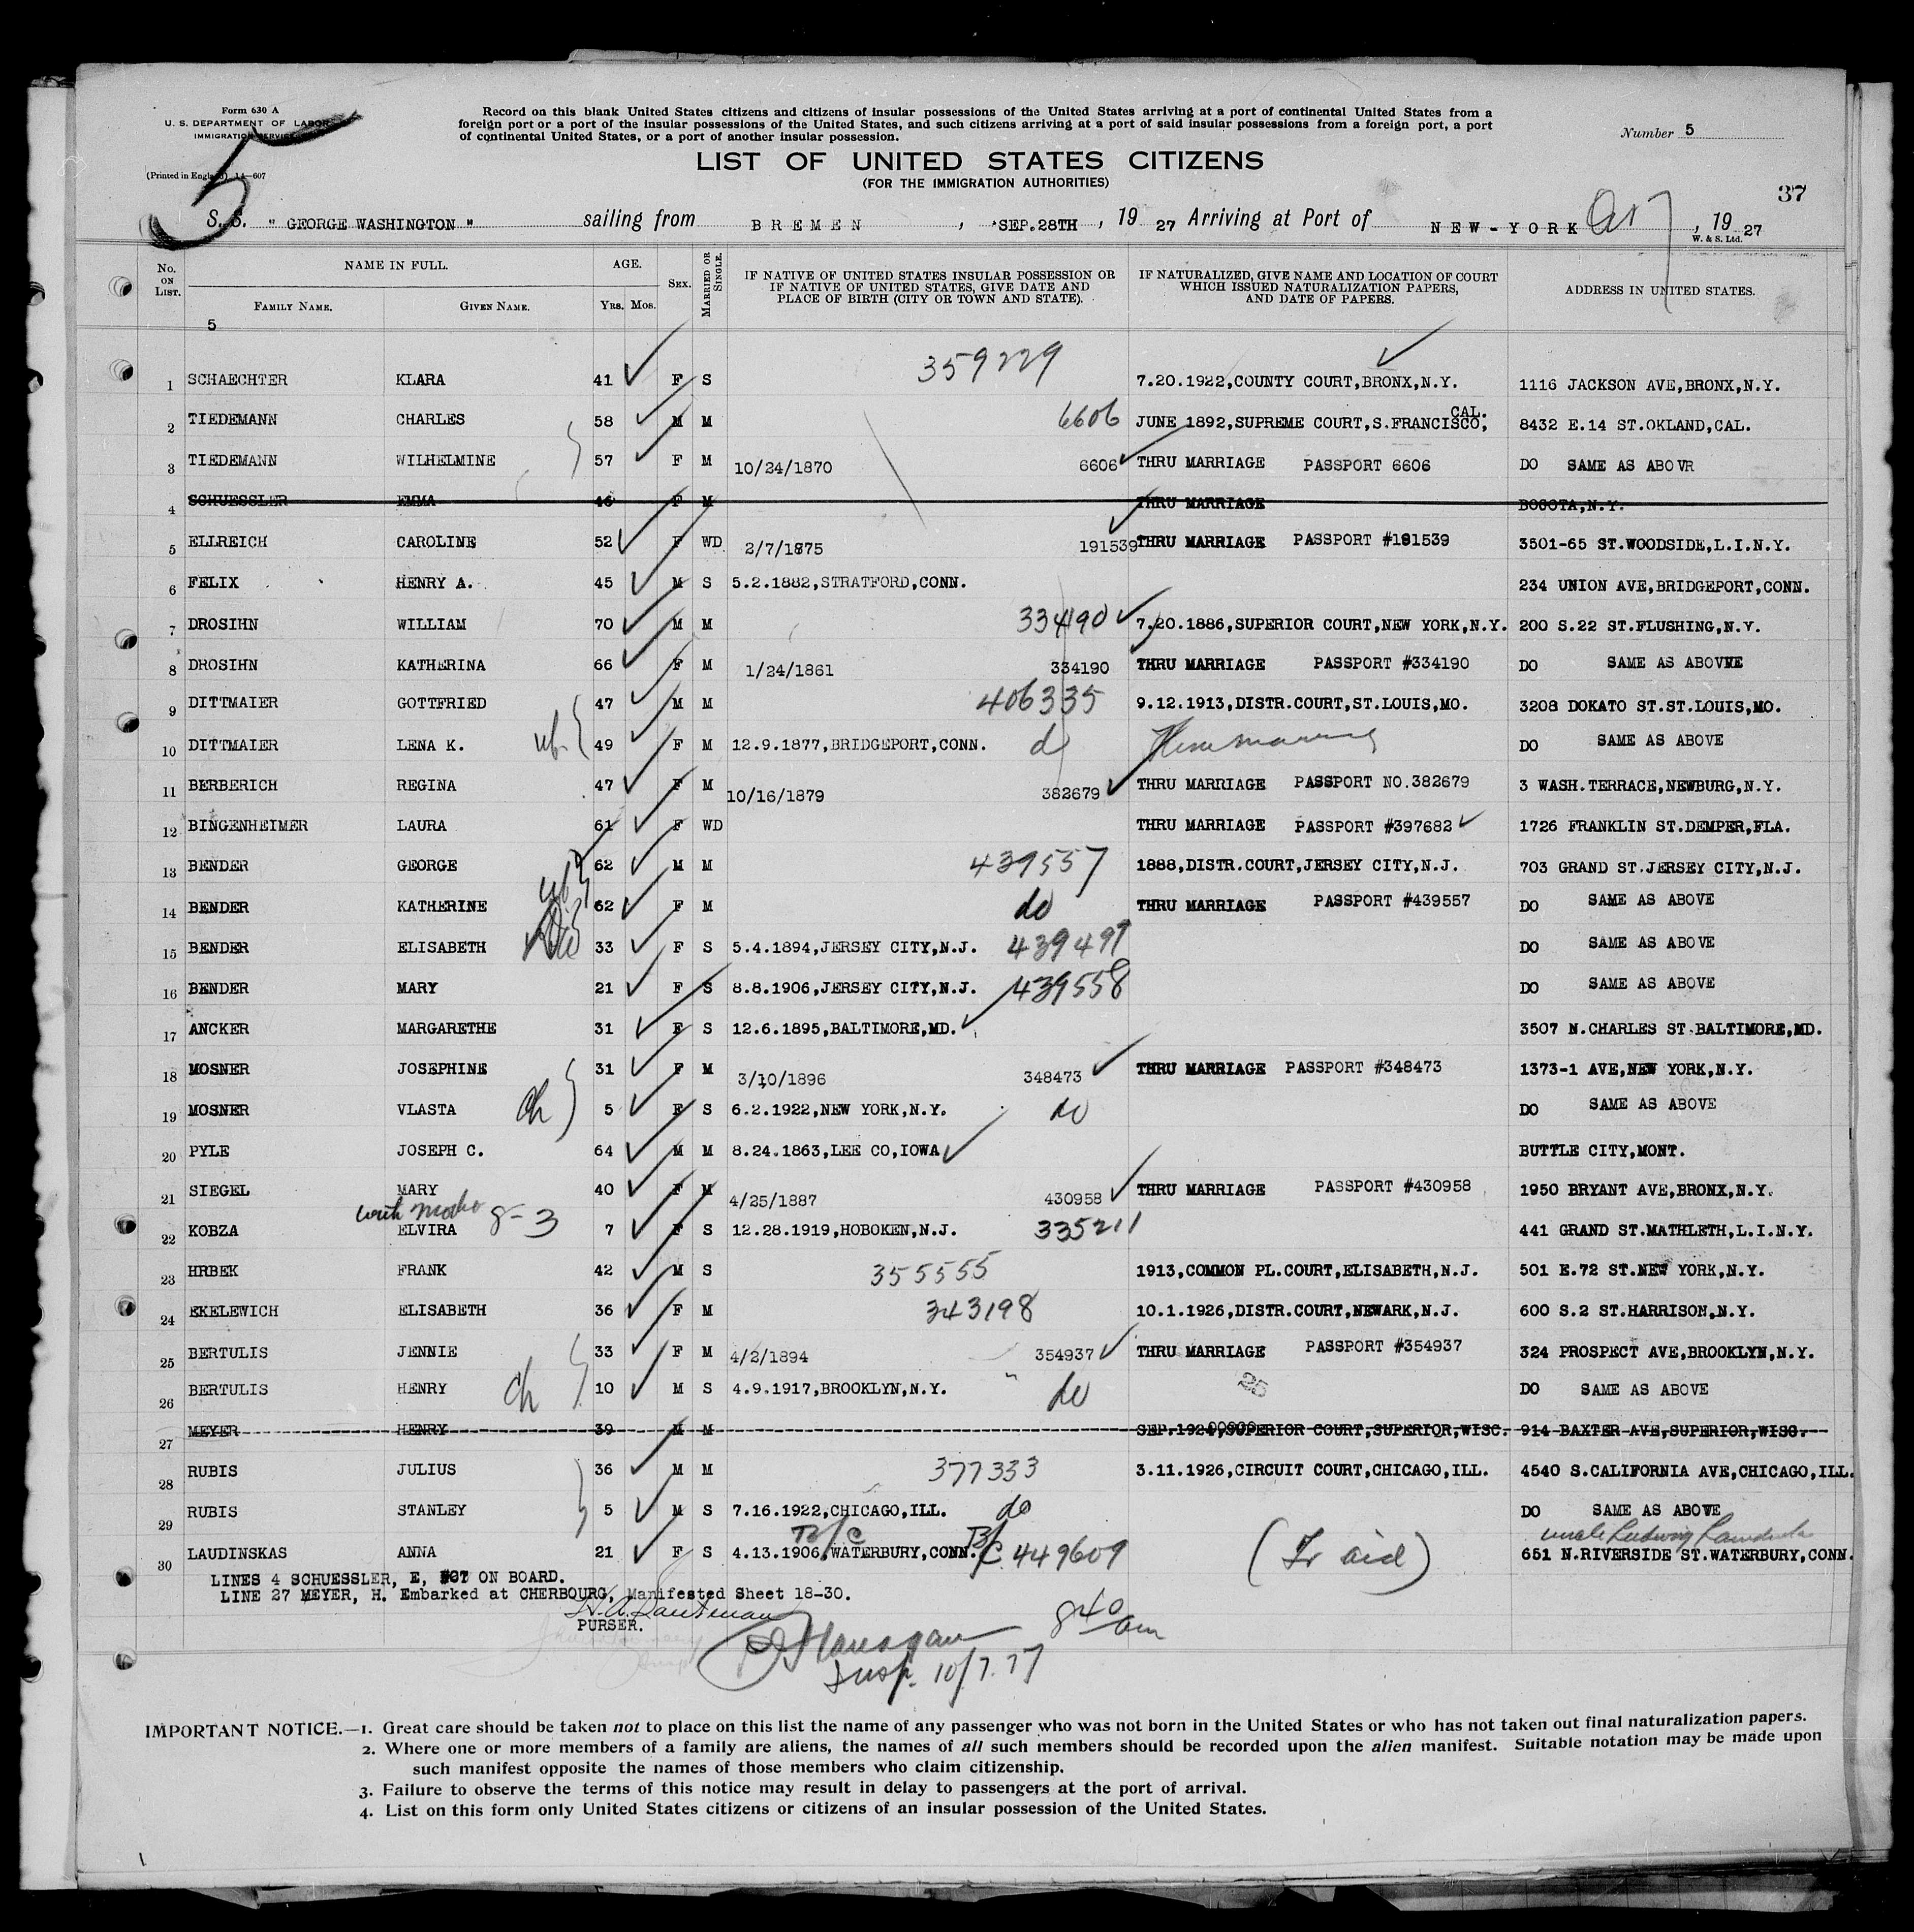 Form 630 A
U. S. DEPARTMENT OF LABOR
IMMIGRATION SERVICE
(Printed in England) 14—607
5
Record on this blank United States citizens and citizens of insular possessions of the United States arriving at a port of continental United States from a
foreign port or a port of the insular possessions of the United States, and such citizens arriving at a port of said insular possessions from a foreign port, a port
of continental United States, or a port of another insular possession.
Number 5
LIST OF UNITED STATES CITIZENS
(FOR THE IMMIGRATION AUTHORITIES)
37
S.S. " GEORGE WASHINGTON " sailing from BREMEN , SEP.28TH , 19 27 Arriving at Port of NEW-YORK Oct 7 , 19 27
W. & S. Ltd.
No. ON LIST. NAME IN FULL. AGE. SEX. MARRIED OR SINGLE. IF NATIVE OF UNITED STATES INSULAR POSSESSION OR IF NATIVE OF UNITED STATES, GIVE DATE AND PLACE OF BIRTH (CITY OR TOWN AND STATE). IF NATURALIZED, GIVE NAME AND LOCATION OF COURT WHICH ISSUED NATURALIZATION PAPERS, AND DATE OF PAPERS. ADDRESS IN UNITED STATES.
FAMILY NAME. GIVEN NAME. Yrs. Mos.
5
1 SCHAECHTER KLARA 41 F S 359229 7.20.1922,COUNTY COURT,BRONX,N.Y. 1116 JACKSON AVE,BRONX,N.Y.
2 TIEDEMANN CHARLES 58 M M 6606 JUNE 1892,SUPREME COURT,S.FRANCISCO, CAL. 8432 E.14 ST.OKLAND,CAL.
3 TIEDEMANN WILHELMINE 57 F M 10/24/1870 6606 THRU MARRIAGE PASSPORT 6606 DO SAME AS ABOVR
4 SCHUESSLER EMMA 46 F M THRU MARRIAGE BOGOTA,N.Y.
5 ELLREICH CAROLINE 52 F WD 2/7/1875 191539 THRU MARRIAGE PASSPORT #191539 3501-65 ST.WOODSIDE,L.I.N.Y.
6 FELIX HENRY A. 45 M S 5.2.1882,STRATFORD,CONN. 234 UNION AVE,BRIDGEPORT,CONN.
7 DROSIHN WILLIAM 70 M M 334190 7.20.1886,SUPERIOR COURT,NEW YORK,N.Y. 200 S.22 ST.FLUSHING,N.Y.
8 DROSIHN KATHERINA 66 F M 1/24/1861 334190 THRU MARRIAGE PASSPORT #334190 DO SAME AS ABOVVE
9 DITTMAIER GOTTFRIED 47 M M 406335 9.12.1913,DISTR.COURT,ST.LOUIS,MO. 3208 DOKATO ST.ST.LOUIS,MO.
10 DITTMAIER LENA K. wf. 49 F M 12.9.1877,BRIDGEPORT,CONN. do Thru marriage DO SAME AS ABOVE
11 BERBERICH REGINA 47 F M 10/16/1879 382679 THRU MARRIAGE PASSPORT NO.382679 3 WASH.TERRACE,NEWBURG,N.Y.
12 BINGENHEIMER LAURA 61 F WD THRU MARRIAGE PASSPORT #397682 1726 FRANKLIN ST.DEMPER,FLA.
13 BENDER GEORGE 62 M M 439557 1888,DISTR.COURT,JERSEY CITY,N.J. 703 GRAND ST.JERSEY CITY,N.J.
14 BENDER KATHERINE wf 62 F M do THRU MARRIAGE PASSPORT #439557 DO SAME AS ABOVE
15 BENDER ELISABETH 33 F S 5.4.1894,JERSEY CITY,N.J. 439497 DO SAME AS ABOVE
16 BENDER MARY 21 F S 8.8.1906,JERSEY CITY,N.J. 439558 DO SAME AS ABOVE
17 ANCKER MARGARETHE 31 F S 12.6.1895,BALTIMORE,MD. 3507 N.CHARLES ST.BALTIMORE,MD.
18 MOSNER JOSEPHINE 31 F M 3/10/1896 348473 THRU MARRIAGE PASSPORT #348473 1373-1 AVE,NEW YORK,N.Y.
19 MOSNER VLASTA ch 5 F S 6.2.1922,NEW YORK,N.Y. do DO SAME AS ABOVE
20 PYLE JOSEPH C. 64 M M 8.24.1863,LEE CO,IOWA BUTTLE CITY,MONT.
21 SIEGEL MARY 40 F M 4/25/1887 430958 THRU MARRIAGE PASSPORT #430958 1950 BRYANT AVE,BRONX,N.Y.
with mother 8-3
22 KOBZA ELVIRA 7 F S 12.28.1919,HOBOKEN,N.J. 335211 441 GRAND ST.MATHLETH,L.I.N.Y.
23 HRBEK FRANK 42 M S 355555 1913,COMMON PL.COURT,ELISABETH,N.J. 501 E.72 ST.NEW YORK,N.Y.
24 EKELEWICH ELISABETH 36 F M 343198 10.1.1926,DISTR.COURT,NEWARK,N.J. 600 S.2 ST.HARRISON,N.Y.
25 BERTULIS JENNIE 33 F M 4/2/1894 354937 THRU MARRIAGE PASSPORT #354937 324 PROSPECT AVE,BROOKLYN,N.Y.
26 BERTULIS HENRY ch 10 M S 4.9.1917,BROOKLYN,N.Y. do 25 DO SAME AS ABOVE
27 MEYER HENRY 39 M M SEP.1924,SUPERIOR COURT,SUPERIOR,WISC. 914 BAXTER AVE,SUPERIOR,WISC.
28 RUBIS JULIUS 36 M M 377333 3.11.1926,CIRCUIT COURT,CHICAGO,ILL. 4540 S.CALIFORNIA AVE,CHICAGO,ILL.
29 RUBIS STANLEY 5 M S 7.16.1922,CHICAGO,ILL. do DO SAME AS ABOVE
B/C uncle Ludwig
30 LAUDINSKAS ANNA 21 F S 4.13.1906,WATERBURY,CONN. B/C 449609 651 N.RIVERSIDE ST.WATERBURY,CONN.
LINES 4 SCHUESSLER, E, NOT ON BOARD.
LINE 27 MEYER, H. Embarked at CHERBOURG, Manifested Sheet 18-30.
PURSER.
840 am
Insp. 10/7.27
IMPORTANT NOTICE.—1. Great care should be taken not to place on this list the name of any passenger who was not born in the United States or who has not taken out final naturalization papers.
2. Where one or more members of a family are aliens, the names of all such members should be recorded upon the alien manifest. Suitable notation may be made upon
such manifest opposite the names of those members who claim citizenship.
3. Failure to observe the terms of this notice may result in delay to passengers at the port of arrival.
4. List on this form only United States citizens or citizens of an insular possession of the United States.